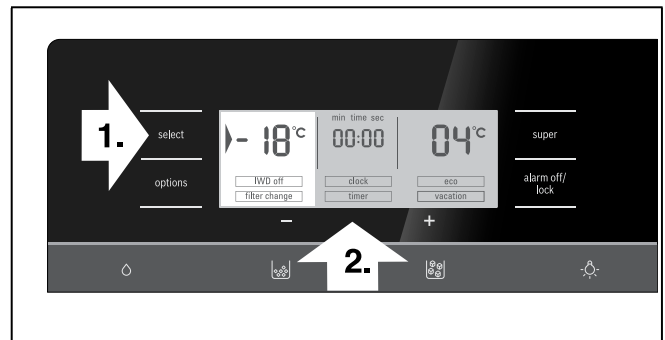 1.
select
options
-18°C
min time sec
00:00
04°C
IWD off
clock
eco
filter change
timer
vacation
super
alarm off/
lock
−
+
2.